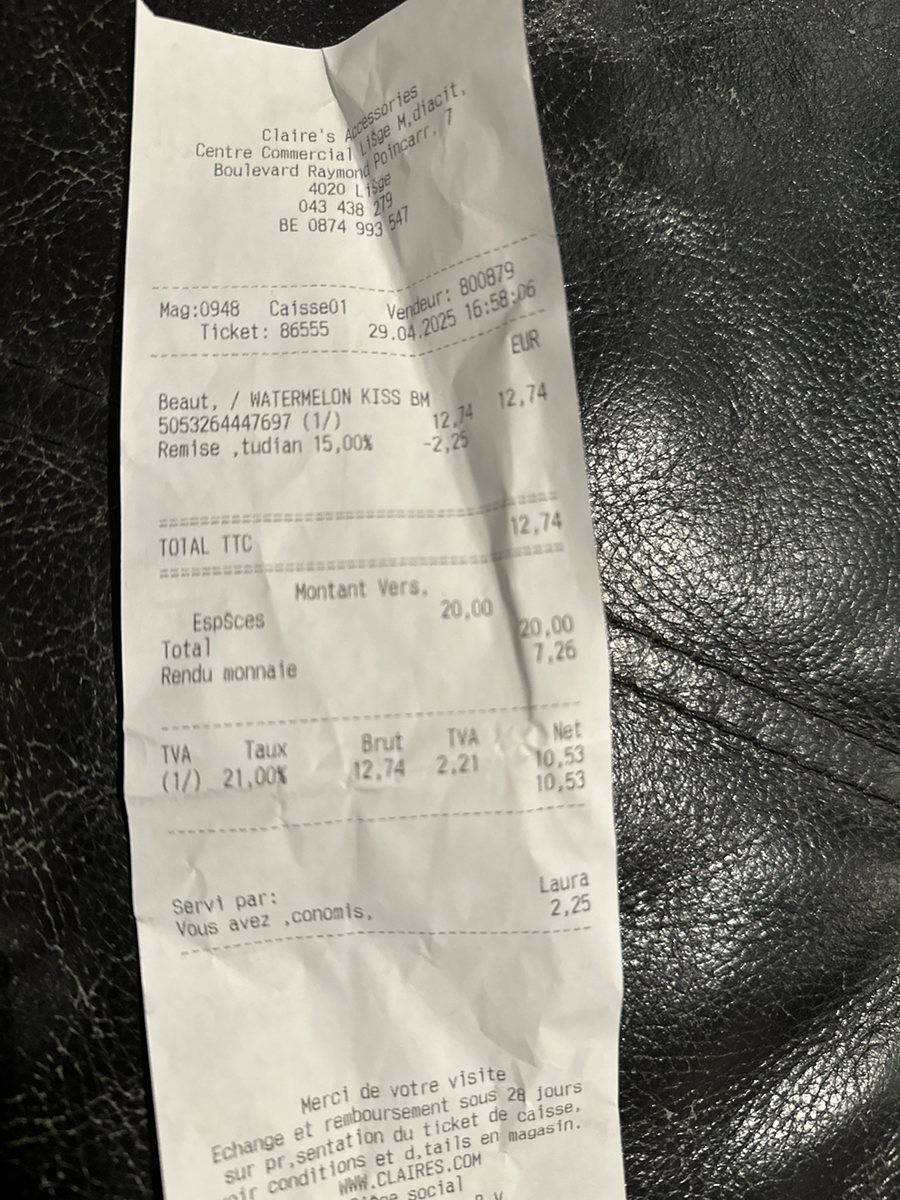 Claire's Accessories
Centre Commercial LiŠge M,diacit,
Boulevard Raymond Poincarr, 7
4020 LiŠge
043 438 279
BE 0874 993 547
Mag:0948 Caisse01 Vendeur: 800879
Ticket: 86555 29.04.2025 16:58:06
EUR
Beaut, / WATERMELON KISS BM 12,74
5053264447697 (1/) 12,74
Remise ,tudian 15,00% -2,25
TOTAL TTC 12,74
Montant Vers,
EspŠces 20,00
Total 20,00
Rendu monnaie 7,26
TVA Taux Brut TVA Net
(1/) 21,00% 12,74 2,21 10,53
10,53
Servi par: Laura
Vous avez ,conomis, 2,25
Merci de votre visite
Echange et remboursement sous 28 jours
sur pr,sentation du ticket de caisse,
conditions et d,tails en magasin.
WWW.CLAIRES.COM
social